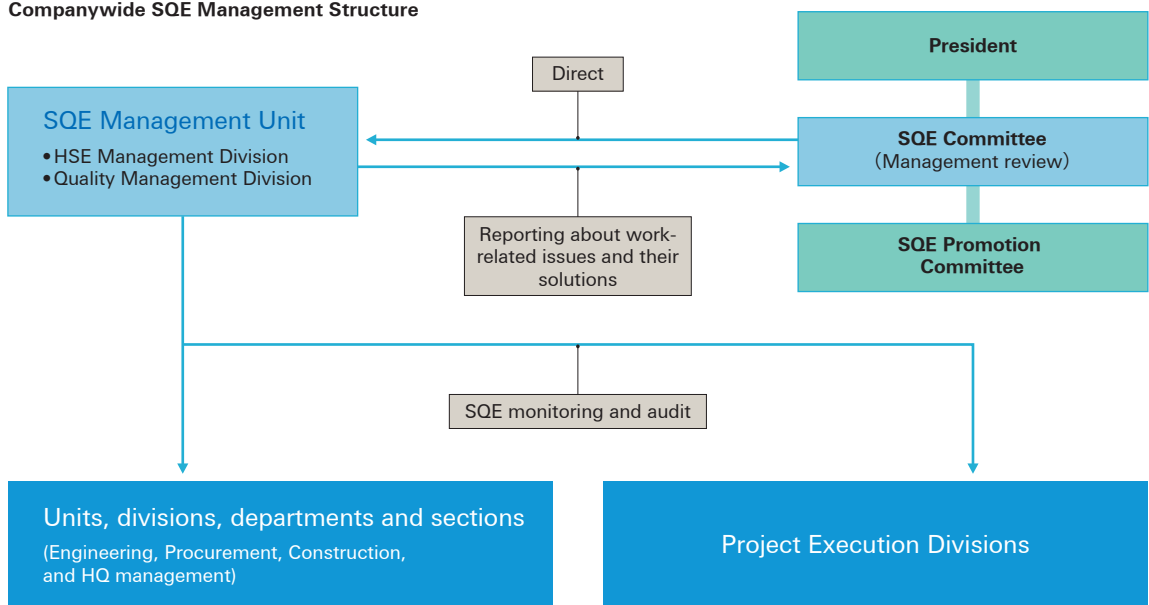 Companywide SQE Management Structure
President
Direct
SQE Management Unit
• HSE Management Division
• Quality Management Division
SQE Committee
(Management review)
Reporting about work-
related issues and their
solutions
SQE Promotion
Committee
SQE monitoring and audit
Units, divisions, departments and sections
(Engineering, Procurement, Construction,
and HQ management)
Project Execution Divisions